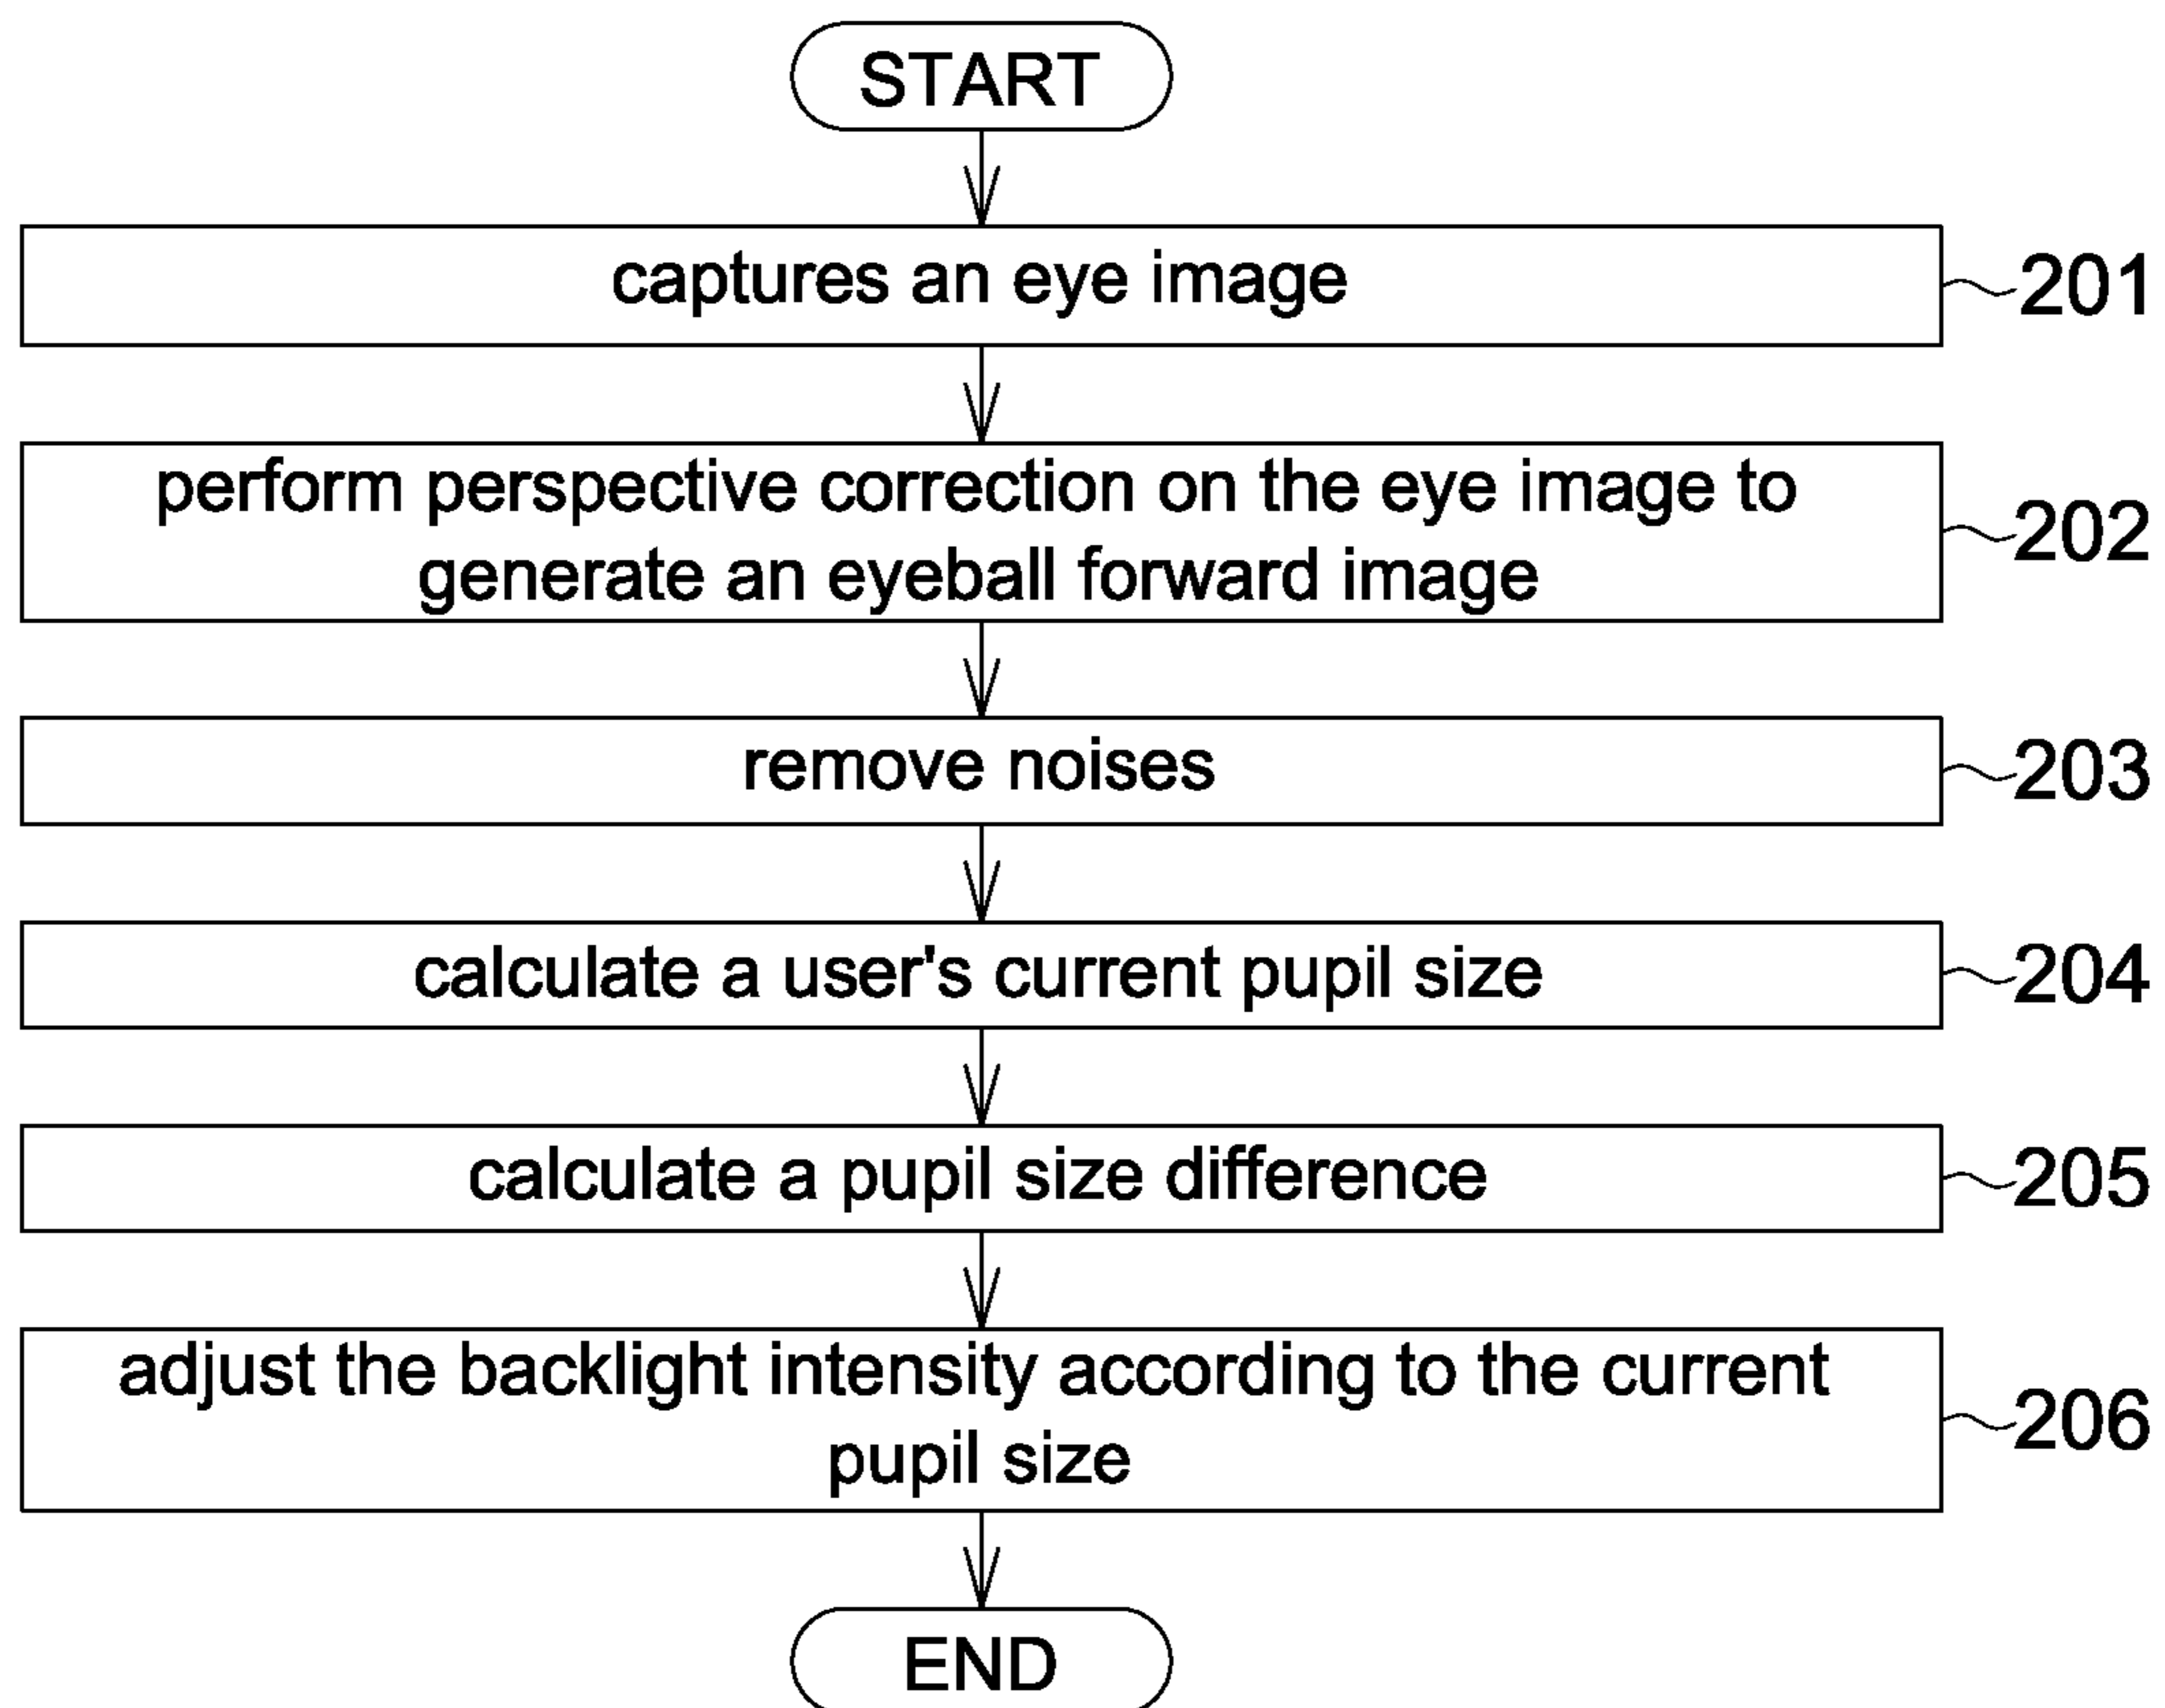 START
captures an eye image
201
perform perspective correction on the eye image to
generate an eyeball forward image
202
remove noises
203
calculate a user's current pupil size
204
calculate a pupil size difference
205
adjust the backlight intensity according to the current
pupil size
206
END